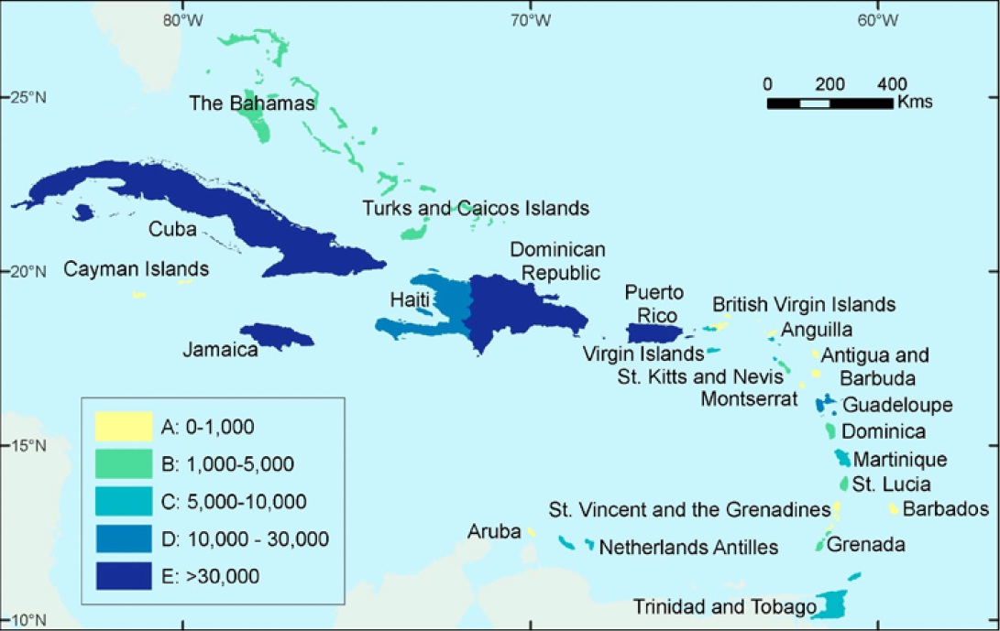 80°W
70°W
60°W
0 200 400
Kms
25°N
The Bahamas
Turks and Caicos Islands
Cuba
Dominican
Republic
20°N
Cayman Islands
Haiti
Puerto
Rico
British Virgin Islands
Anguilla
Jamaica
Virgin Islands
Antigua and
Barbuda
St. Kitts and Nevis
Montserrat
Guadeloupe
Dominica
15°N
Martinique
St. Lucia
St. Vincent and the Grenadines
Barbados
Aruba
Netherlands Antilles
Grenada
Trinidad and Tobago
10°N
A: 0-1,000
B: 1,000-5,000
C: 5,000-10,000
D: 10,000 - 30,000
E: >30,000